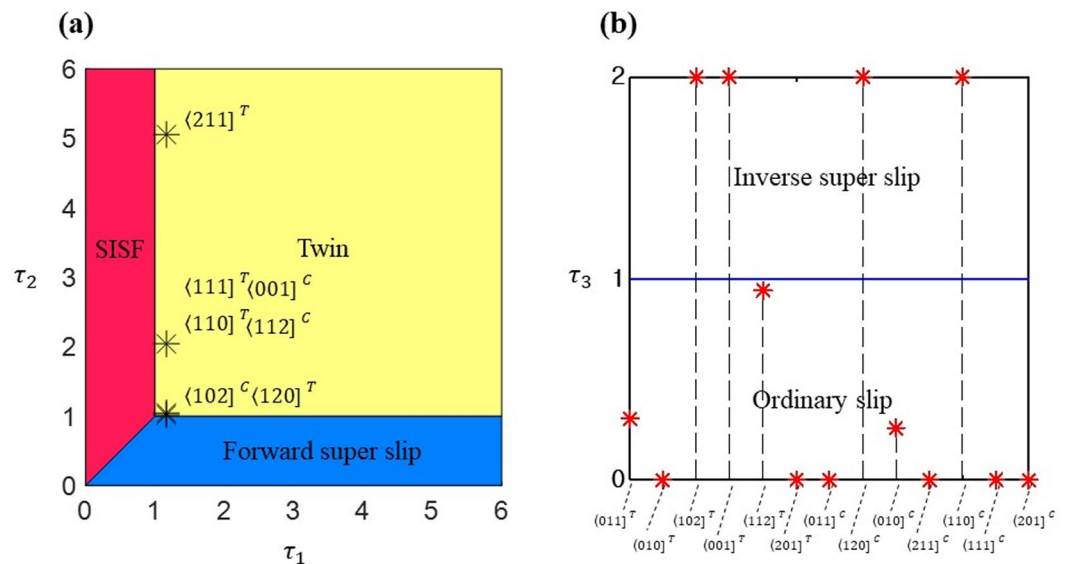 (a)
6
5
4
3
2
1
0
τ₂
⟨211]ᵀ
SISF
Twin
⟨111]ᵀ⟨001]ᶜ
⟨110]ᵀ⟨112]ᶜ
⟨102]ᶜ⟨120]ᵀ
Forward super slip
0 1 2 3 4 5 6
τ₁
(b)
2
1
0
τ₃
Inverse super slip
Ordinary slip
⟨011]ᵀ ⟨102]ᵀ ⟨112]ᵀ ⟨011]ᶜ ⟨010]ᶜ ⟨110]ᶜ ⟨201]ᶜ
⟨010]ᵀ ⟨001]ᵀ ⟨201]ᵀ ⟨120]ᶜ ⟨211]ᶜ ⟨111]ᶜ